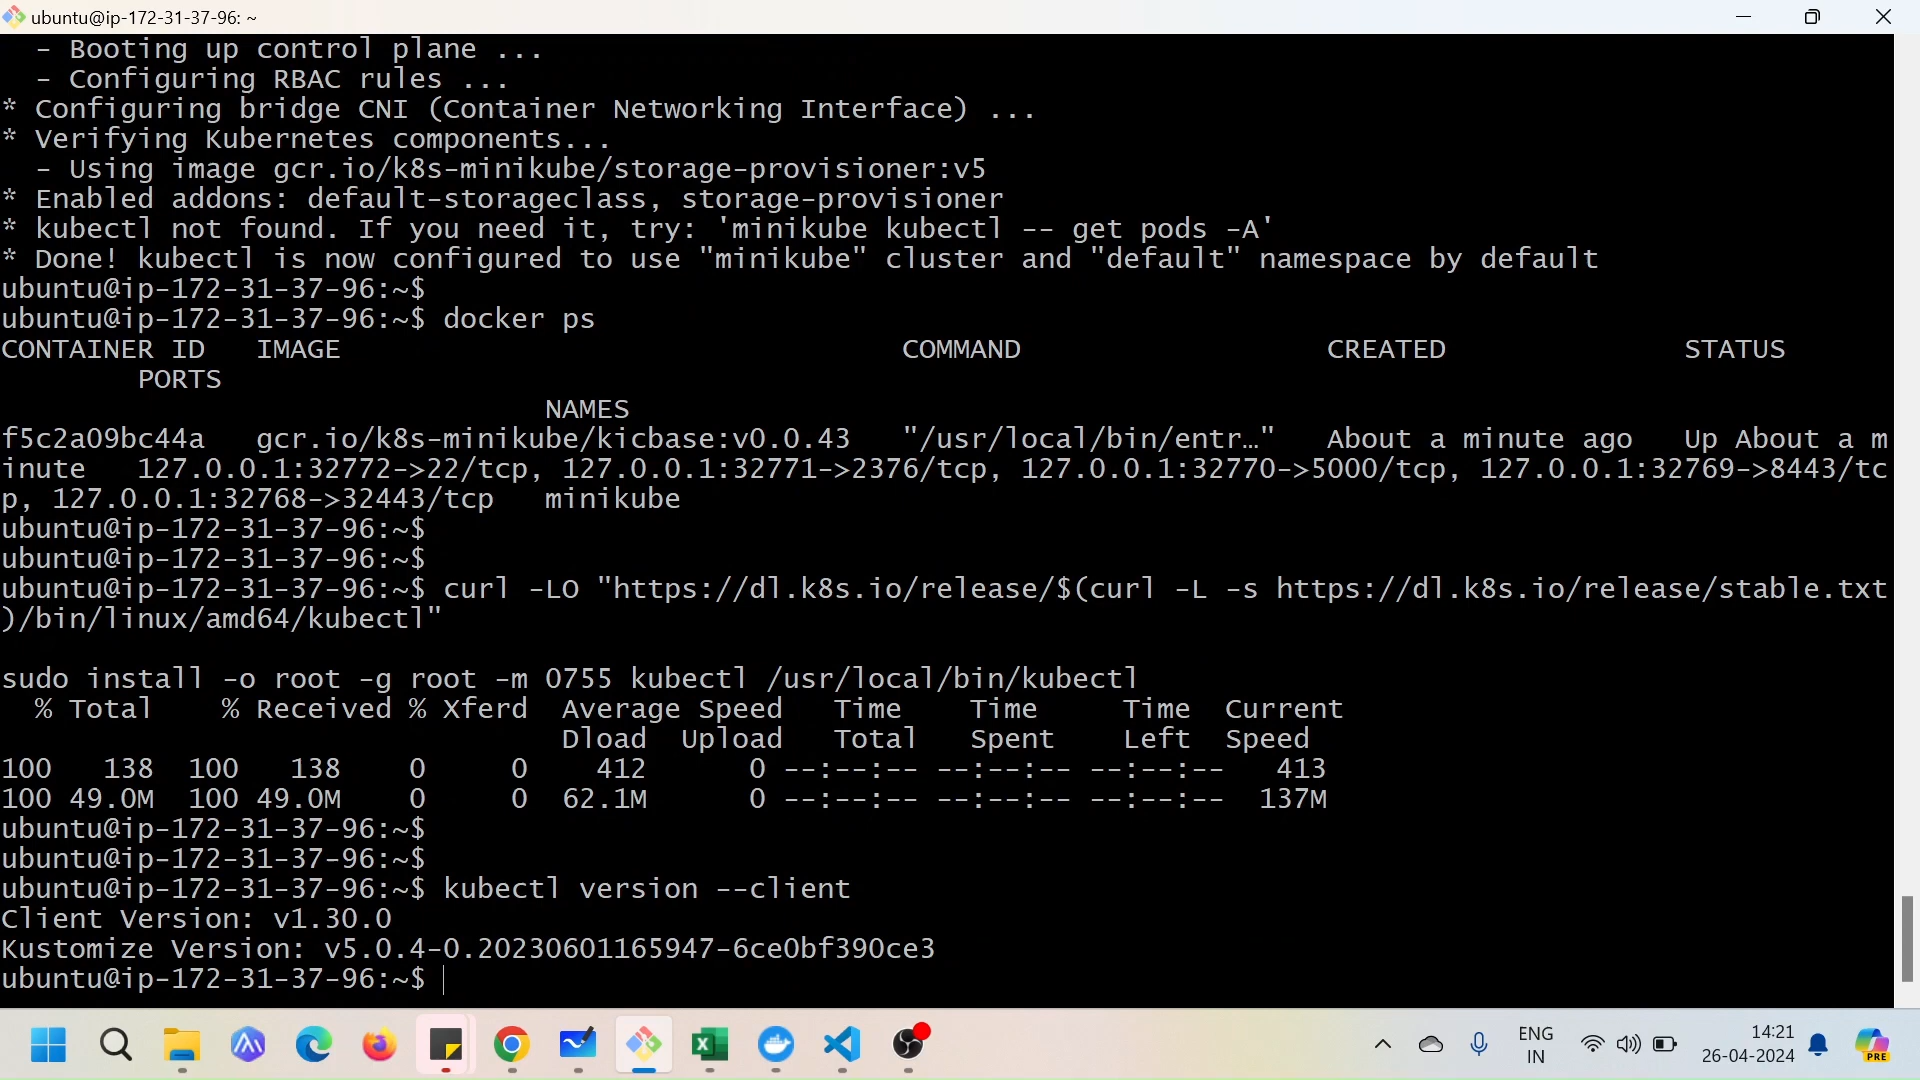 ubuntu@ip-172-31-37-96: ~
- Booting up control plane ...
- Configuring RBAC rules ...
* Configuring bridge CNI (Container Networking Interface) ...
* Verifying Kubernetes components...
- Using image gcr.io/k8s-minikube/storage-provisioner:v5
* Enabled addons: default-storageclass, storage-provisioner
* kubectl not found. If you need it, try: 'minikube kubectl -- get pods -A'
* Done! kubectl is now configured to use "minikube" cluster and "default" namespace by default
ubuntu@ip-172-31-37-96:~$
ubuntu@ip-172-31-37-96:~$ docker ps
CONTAINER ID   IMAGE   COMMAND   CREATED   STATUS
PORTS
NAMES
f5c2a09bc44a   gcr.io/k8s-minikube/kicbase:v0.0.43   "/usr/local/bin/entr…"   About a minute ago   Up About a m
inute   127.0.0.1:32772->22/tcp, 127.0.0.1:32771->2376/tcp, 127.0.0.1:32770->5000/tcp, 127.0.0.1:32769->8443/tc
p, 127.0.0.1:32768->32443/tcp   minikube
ubuntu@ip-172-31-37-96:~$
ubuntu@ip-172-31-37-96:~$
ubuntu@ip-172-31-37-96:~$ curl -LO "https://dl.k8s.io/release/$(curl -L -s https://dl.k8s.io/release/stable.txt
)/bin/linux/amd64/kubectl"
sudo install -o root -g root -m 0755 kubectl /usr/local/bin/kubectl
% Total    % Received % Xferd  Average Speed   Time    Time     Time  Current
Dload  Upload   Total   Spent    Left  Speed
100   138  100   138    0     0    412      0 --:--:-- --:--:-- --:--:--   413
100 49.0M  100 49.0M    0     0  62.1M      0 --:--:-- --:--:-- --:--:--  137M
ubuntu@ip-172-31-37-96:~$
ubuntu@ip-172-31-37-96:~$
ubuntu@ip-172-31-37-96:~$ kubectl version --client
Client Version: v1.30.0
Kustomize Version: v5.0.4-0.20230601165947-6ce0bf390ce3
ubuntu@ip-172-31-37-96:~$
ENG
IN
14:21
26-04-2024
PRE